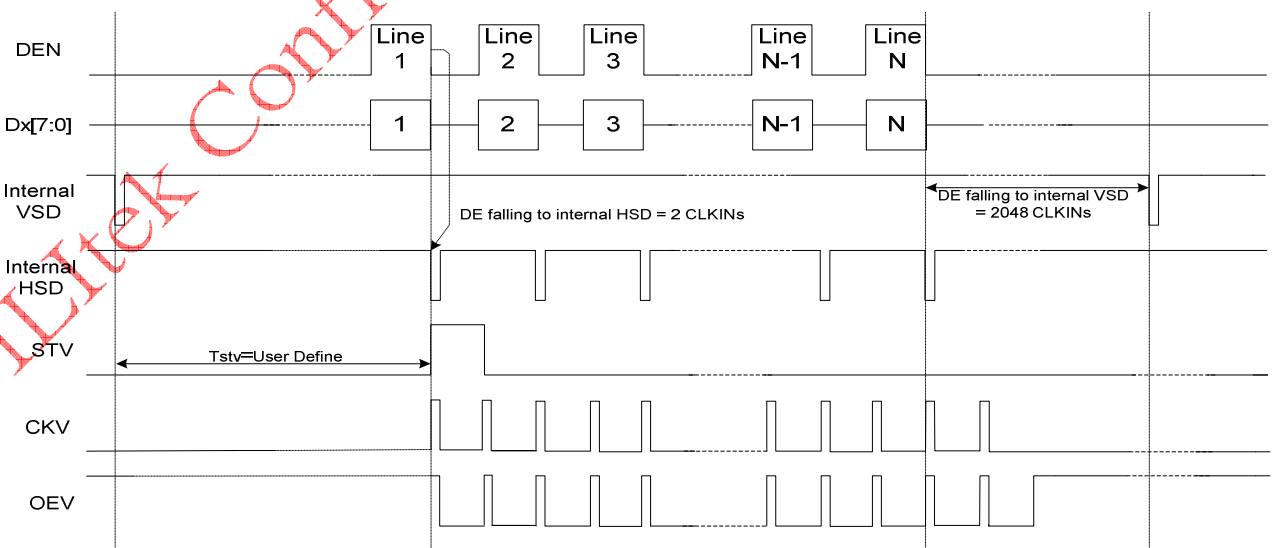 DEN
Line
1
Line
2
Line
3
Line
N-1
Line
N
Dx[7:0]
1
2
3
N-1
N
Internal
VSD
DE falling to internal VSD
= 2048 CLKINs
DE falling to internal HSD = 2 CLKINs
Internal
HSD
STV
Tstv=User Define
CKV
OEV